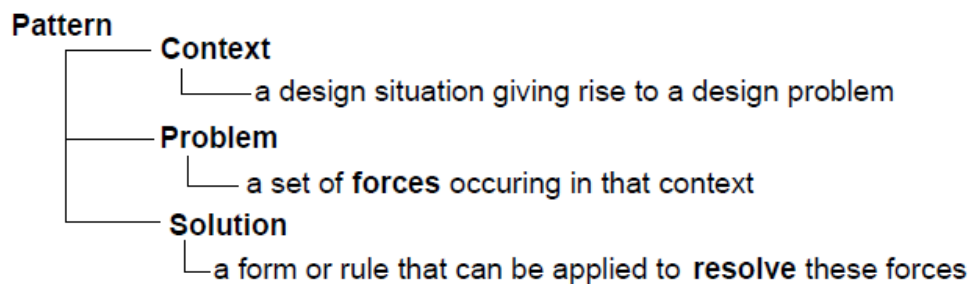 Pattern
Context
a design situation giving rise to a design problem
Problem
a set of forces occuring in that context
Solution
a form or rule that can be applied to resolve these forces